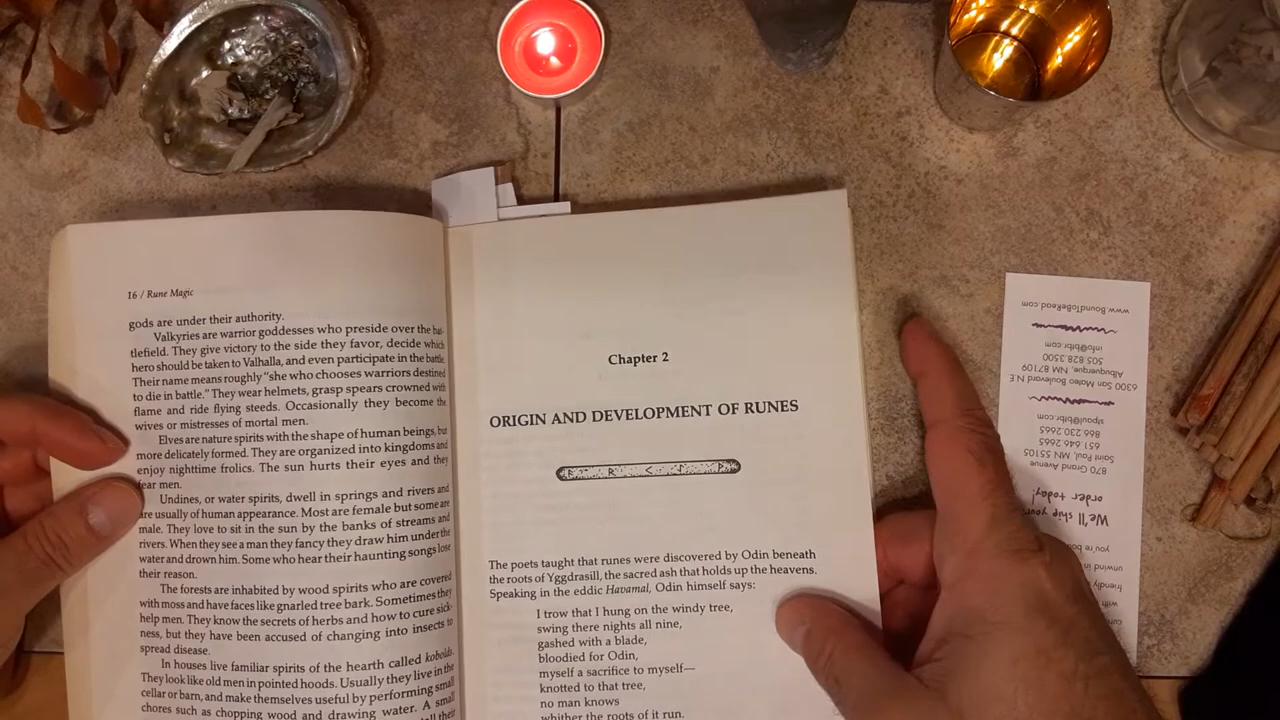 16 / Rune Magic
gods are under their authority.
Valkyries are warrior goddesses who preside over the bat-
tlefield. They give victory to the side they favor, decide which
hero should be taken to Valhalla, and even participate in the battle.
Their name means roughly "she who chooses warriors destined
to die in battle." They wear helmets, grasp spears crowned with
flame and ride flying steeds. Occasionally they become the
wives or mistresses of mortal men.
Elves are nature spirits with the shape of human beings, but
more delicately formed. They are organized into kingdoms and
enjoy nighttime frolics. The sun hurts their eyes and they
fear men.
Undines, or water spirits, dwell in springs and rivers and
are usually of human appearance. Most are female but some are
male. They love to sit in the sun by the banks of streams and
rivers. When they see a man they fancy they draw him under the
water and drown him. Some who hear their haunting songs lose
their reason.
The forests are inhabited by wood spirits who are covered
with moss and have faces like gnarled tree bark. Sometimes they
help men. They know the secrets of herbs and how to cure sick-
ness, but they have been accused of changing into insects to
spread disease.
In houses live familiar spirits of the hearth called kobolds.
They look like old men in pointed hoods. Usually they live in the
cellar or barn, and make themselves useful by performing small
chores such as chopping wood and drawing water. A small
their
Chapter 2
ORIGIN AND DEVELOPMENT OF RUNES
ᚠ ᚱ ᚲ ᛇ ᚹ
The poets taught that runes were discovered by Odin beneath
the roots of Yggdrasill, the sacred ash that holds up the heavens.
Speaking in the eddic Havamal, Odin himself says:
I trow that I hung on the windy tree,
swing there nights all nine,
gashed with a blade,
bloodied for Odin,
myself a sacrifice to myself—
knotted to that tree,
no man knows
whither the roots of it run.
with
friendly
unwind in
you're
We'll ship your
order today!
870 Grand Avenue
Saint Paul, MN 55105
651.646.2665
866.230.2665
stpaul@btbr.com
6300 San Mateo Boulevard N.E
Albuquerque, NM 87109
505.828.3500
info@btbr.com
www.BoundToBeRead.com